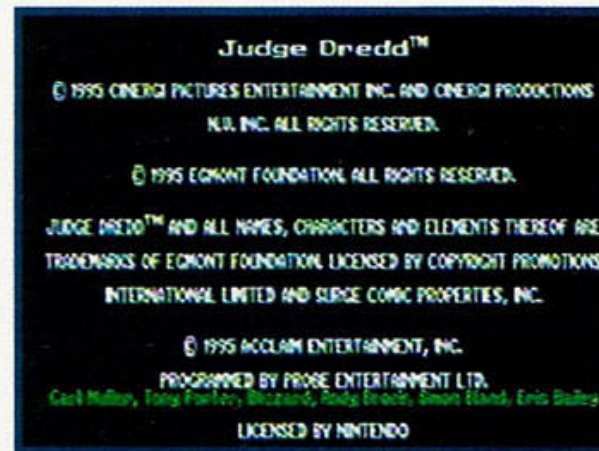 Judge Dredd™
© 1995 CINERGI PICTURES ENTERTAINMENT INC. AND CINERGI PRODUCTIONS
N.V. INC. ALL RIGHTS RESERVED.
© 1995 EGMONT FOUNDATION. ALL RIGHTS RESERVED.
JUDGE DREDD™ AND ALL NAMES, CHARACTERS AND ELEMENTS THEREOF ARE
TRADEMARKS OF EGMONT FOUNDATION. LICENSED BY COPYRIGHT PROMOTIONS
INTERNATIONAL LIMITED AND SURGE COMIC PROPERTIES, INC.
© 1995 ACCLAIM ENTERTAINMENT, INC.
PROGRAMMED BY PROBE ENTERTAINMENT LTD.
Carl Muller, Tony Porter, Blizzard, Andy Brock, Simon Bland, Eric Bailey
LICENSED BY NINTENDO